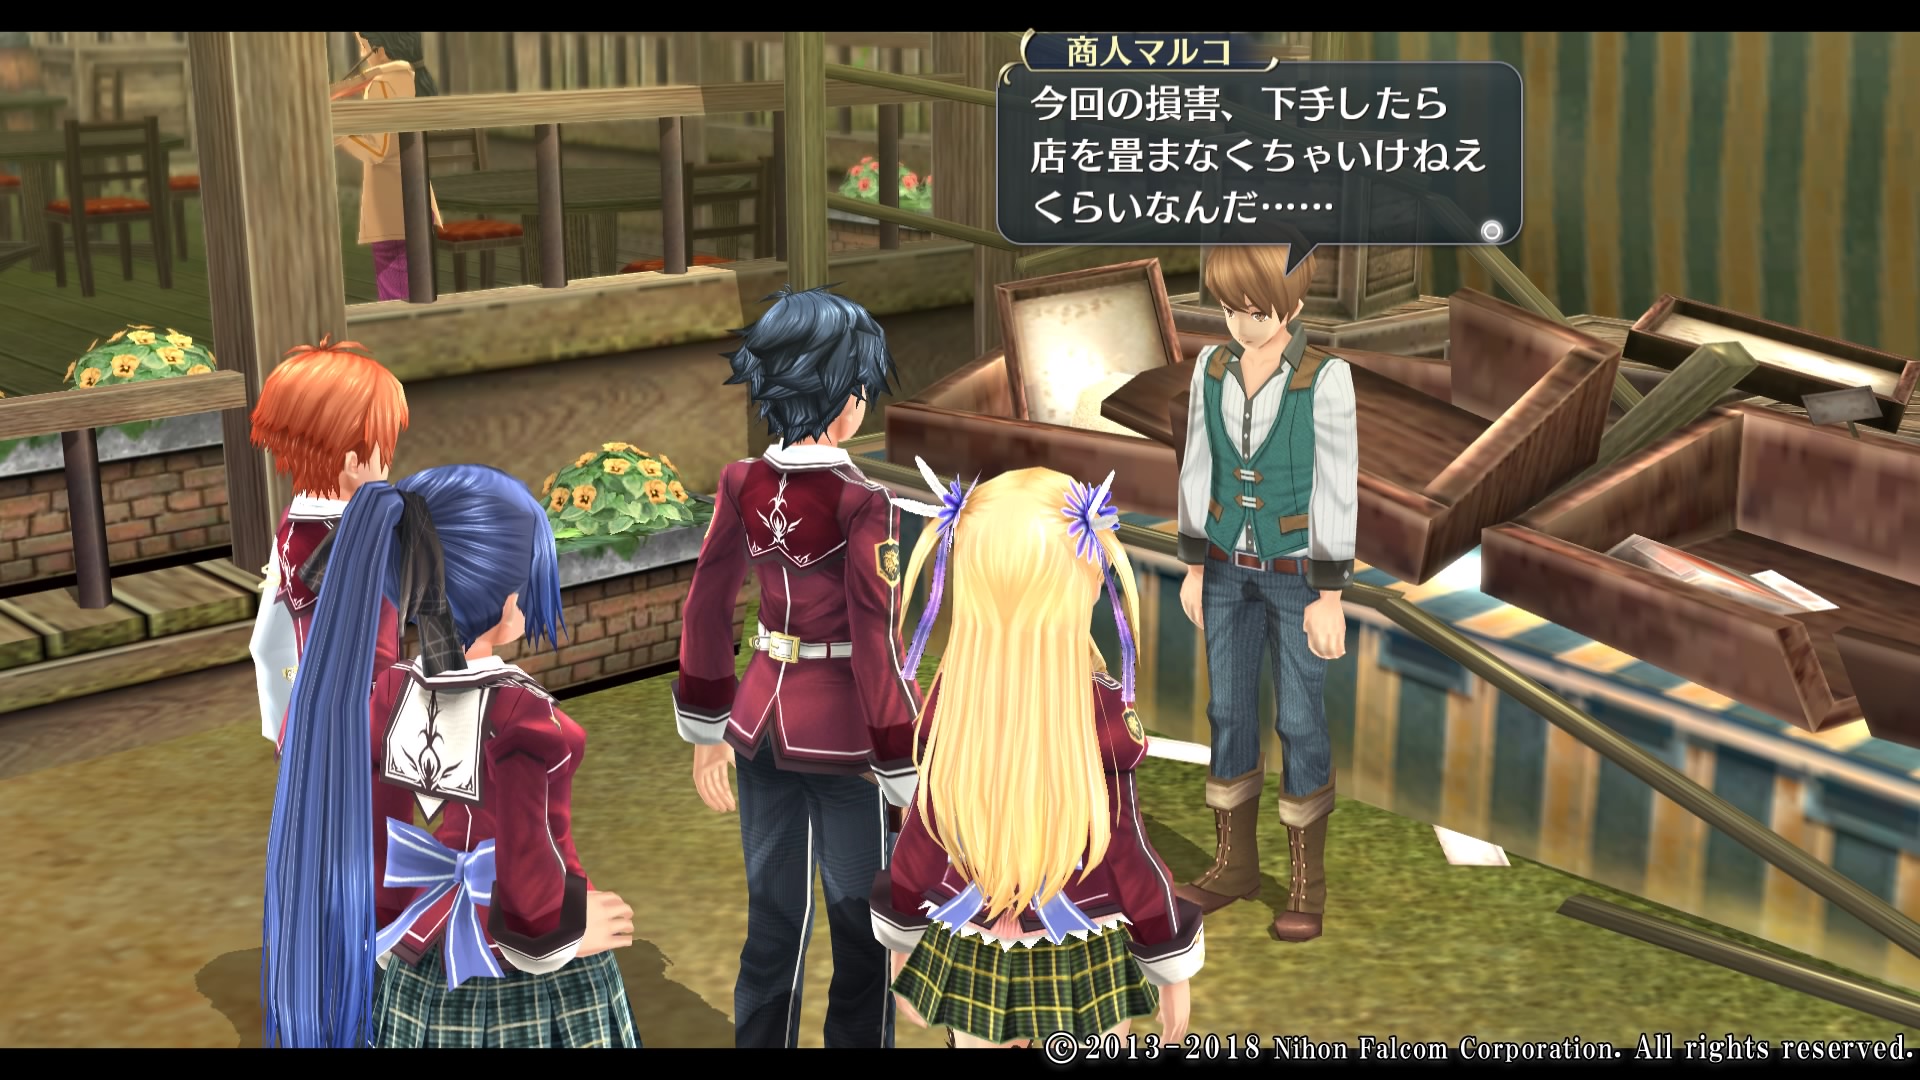 商人マルコ
今回の損害、下手したら
店を畳まなくちゃいけねえ
くらいなんだ……
©2013-2018 Nihon Falcom Corporation. All rights reserved.